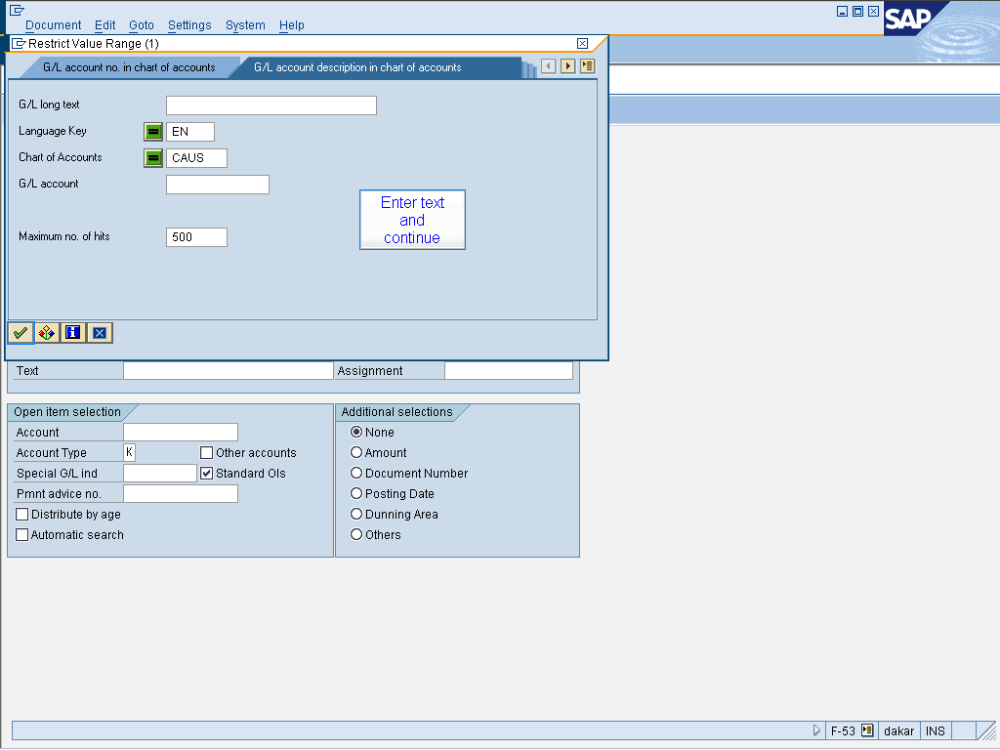 Document Edit Goto Settings System Help
SAP
Restrict Value Range (1)
G/L account no. in chart of accounts G/L account description in chart of accounts
G/L long text
Language Key EN
Chart of Accounts CAUS
G/L account
Enter text
and
continue
Maximum no. of hits 500
Text Assignment
Open item selection Additional selections
Account None
Account Type K Other accounts Amount
Special G/L ind Standard OIs Document Number
Pmnt advice no. Posting Date
Distribute by age Dunning Area
Automatic search Others
F-53 dakar INS